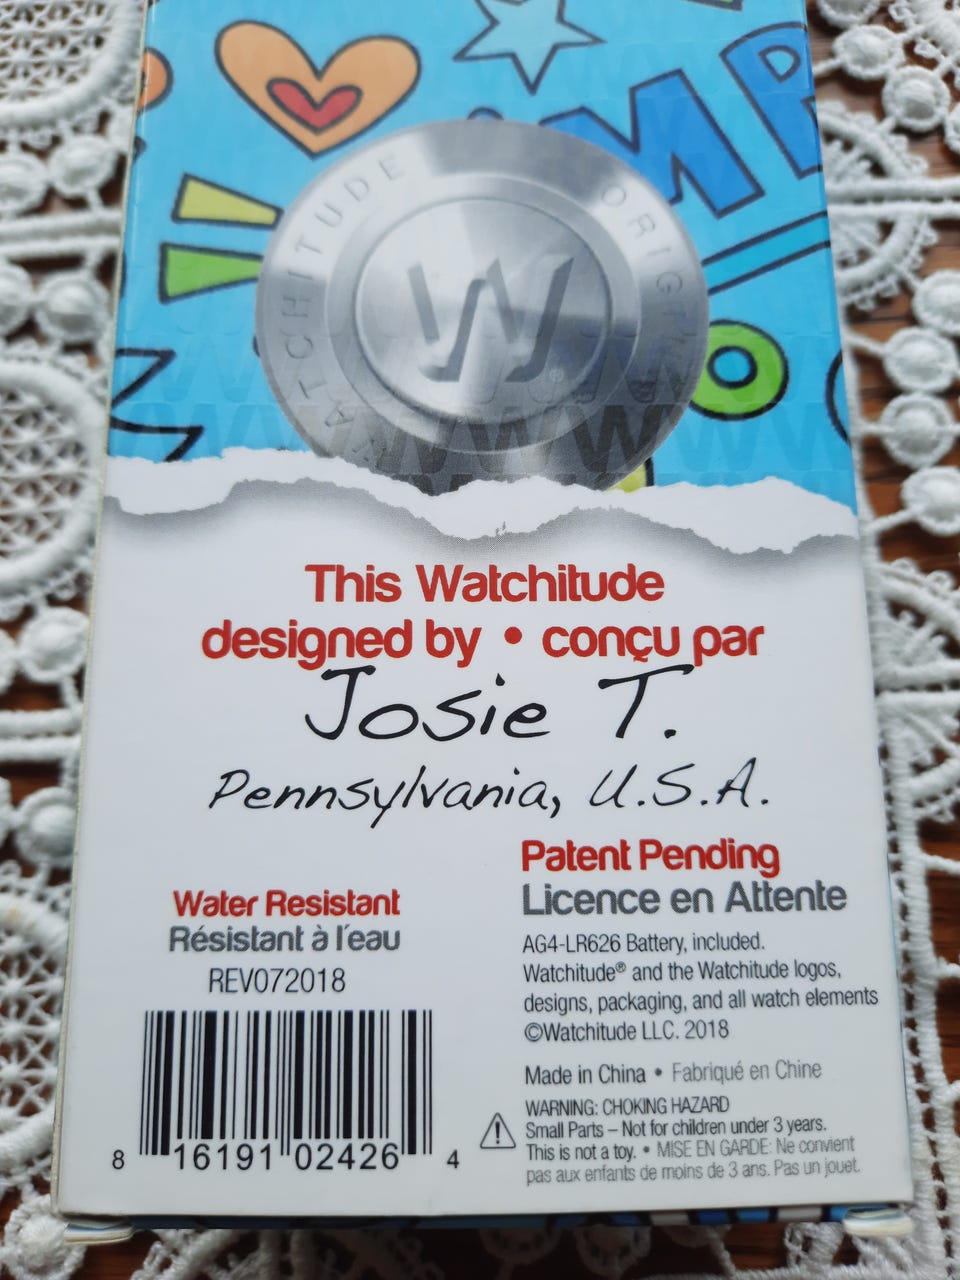 WATCHITUDE ORIGINAL
W
This Watchitude
designed by • conçu par
Josie T.
Pennsylvania, U.S.A.
Water Resistant
Résistant à l'eau
REV072018
8 16191 02426 4
Patent Pending
Licence en Attente
AG4-LR626 Battery, included.
Watchitude® and the Watchitude logos,
designs, packaging, and all watch elements
©Watchitude LLC. 2018
Made in China • Fabriqué en Chine
WARNING: CHOKING HAZARD
Small Parts – Not for children under 3 years.
This is not a toy. • MISE EN GARDE: Ne convient
pas aux enfants de moins de 3 ans. Pas un jouet.